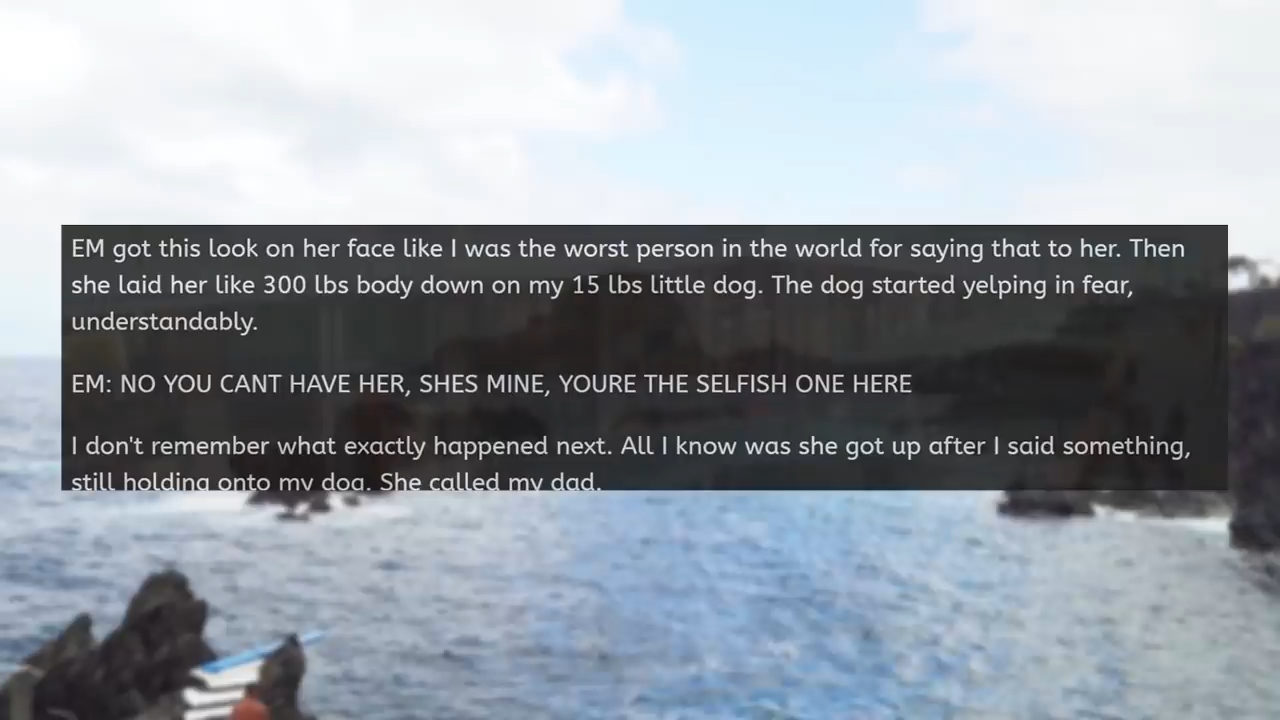 EM got this look on her face like I was the worst person in the world for saying that to her. Then
she laid her like 300 lbs body down on my 15 lbs little dog. The dog started yelping in fear,
understandably.
EM: NO YOU CANT HAVE HER, SHES MINE, YOURE THE SELFISH ONE HERE
I don't remember what exactly happened next. All I know was she got up after I said something,
still holding onto my dog. She called my dad.